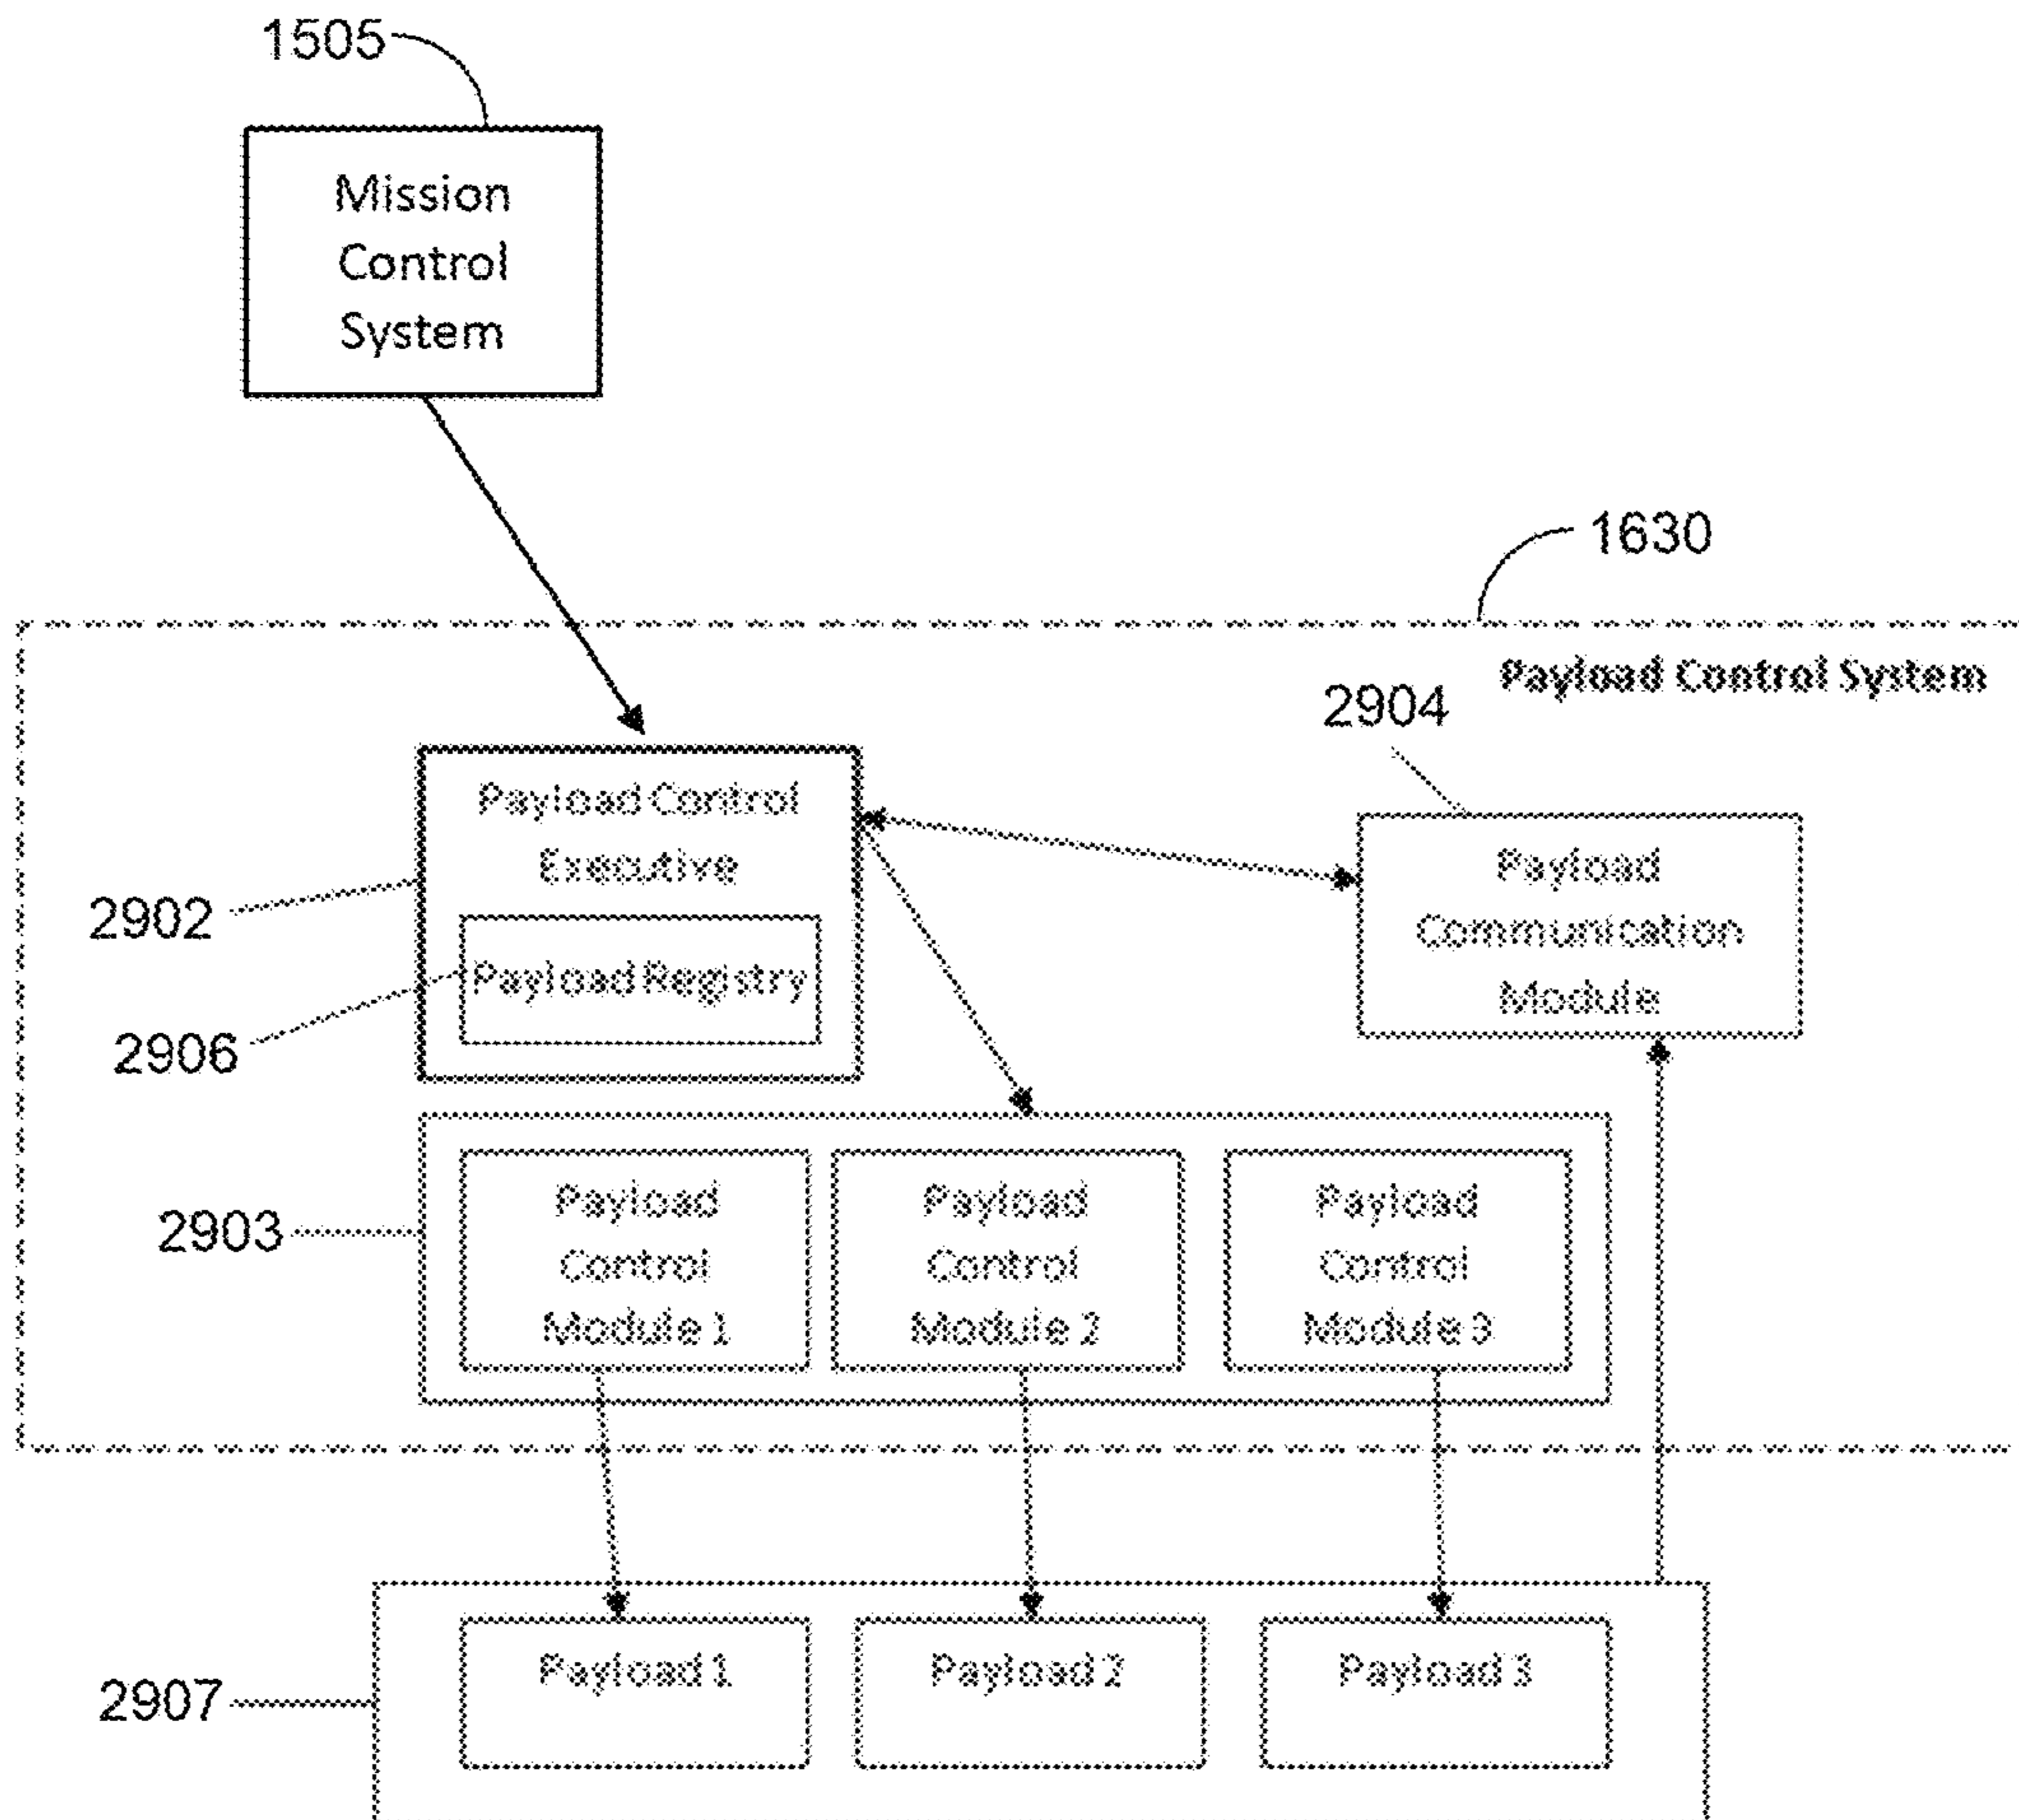 1505
Mission
Control
System
1630
Payload Control System
2904
Payload Control
Executive
Payload
Communication
Module
2902
Payload Registry
2906
2903
Payload
Control
Module 1
Payload
Control
Module 2
Payload
Control
Module 3
2907
Payload 1
Payload 2
Payload 3